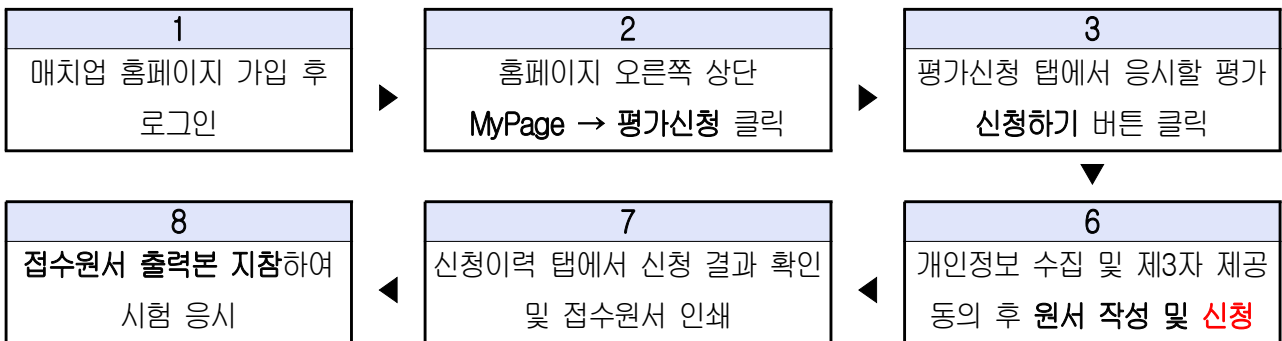 1
매치업 홈페이지 가입 후
로그인
▶
2
홈페이지 오른쪽 상단
MyPage → 평가신청 클릭
▶
3
평가신청 탭에서 응시할 평가
신청하기 버튼 클릭
▼
6
개인정보 수집 및 제3자 제공
동의 후 원서 작성 및 신청
◀
7
신청이력 탭에서 신청 결과 확인
및 접수원서 인쇄
◀
8
접수원서 출력본 지참하여
시험 응시